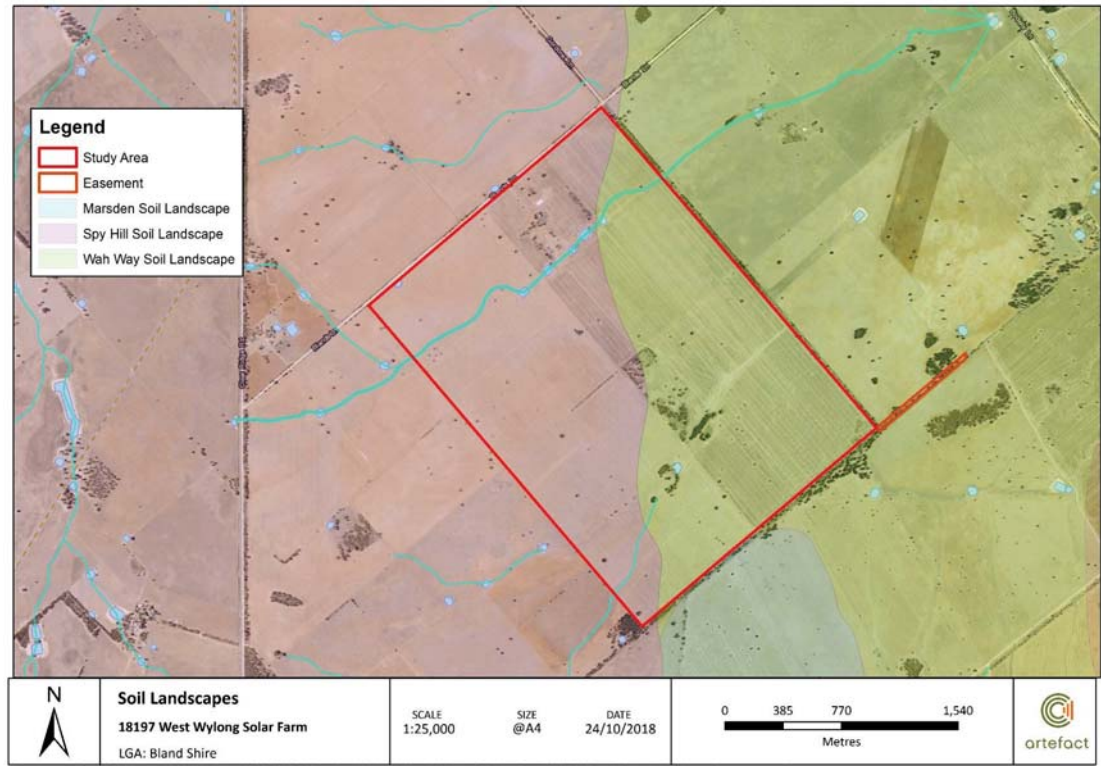 Legend
Study Area
Easement
Marsden Soil Landscape
Spy Hill Soil Landscape
Wah Way Soil Landscape
N
Soil Landscapes
18197 West Wylong Solar Farm
LGA: Bland Shire
SCALE
1:25,000
SIZE
@A4
DATE
24/10/2018
0 385 770 1,540
Metres
artefact